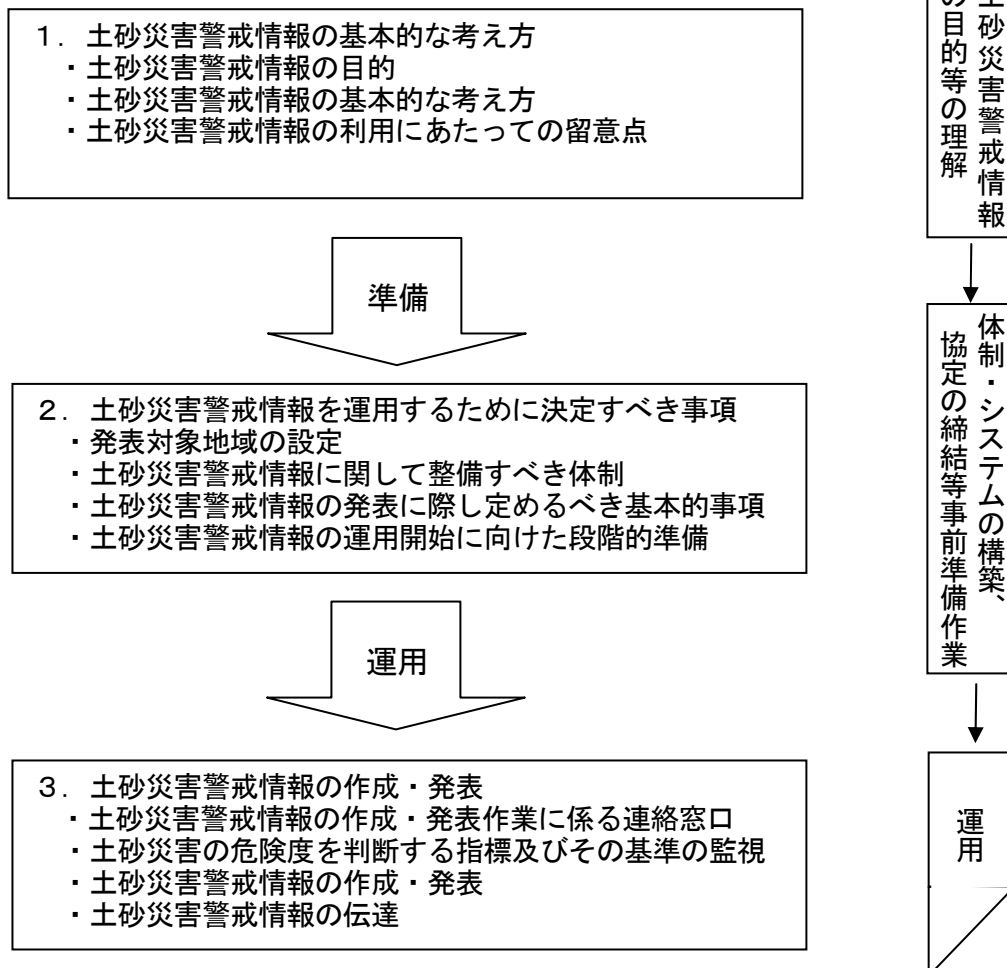 １．土砂災害警戒情報の基本的な考え方
・土砂災害警戒情報の目的
・土砂災害警戒情報の基本的な考え方
・土砂災害警戒情報の利用にあたっての留意点
準備
２．土砂災害警戒情報を運用するために決定すべき事項
・発表対象地域の設定
・土砂災害警戒情報に関して整備すべき体制
・土砂災害警戒情報の発表に際し定めるべき基本的事項
・土砂災害警戒情報の運用開始に向けた段階的準備
運用
３．土砂災害警戒情報の作成・発表
・土砂災害警戒情報の作成・発表作業に係る連絡窓口
・土砂災害の危険度を判断する指標及びその基準の監視
・土砂災害警戒情報の作成・発表
・土砂災害警戒情報の伝達
土砂災害警戒情報
の目的等の理解
体制・システムの構築、
協定の締結等事前準備作業
運用